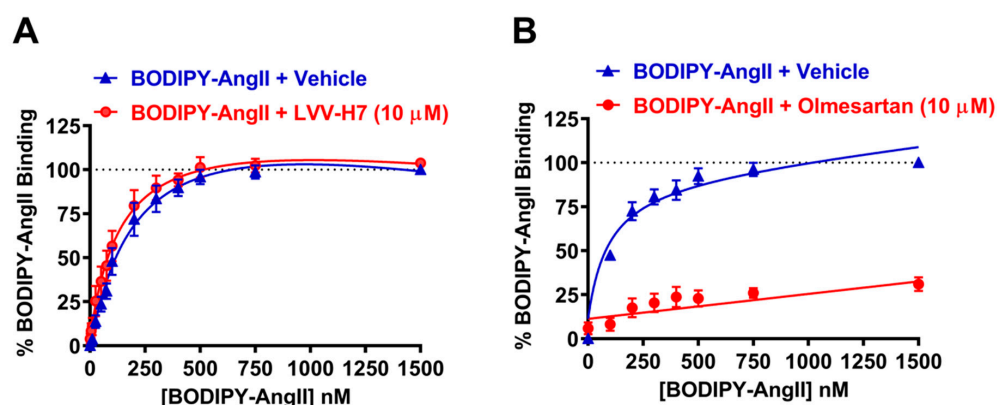 A
BODIPY-AngII + Vehicle
BODIPY-AngII + LVV-H7 (10 μM)
% BODIPY-AngII Binding
125
100
75
50
25
0
0 250 500 750 1000 1250 1500
[BODIPY-AngII] nM
B
BODIPY-AngII + Vehicle
BODIPY-AngII + Olmesartan (10 μM)
% BODIPY-AngII Binding
125
100
75
50
25
0
0 250 500 750 1000 1250 1500
[BODIPY-AngII] nM